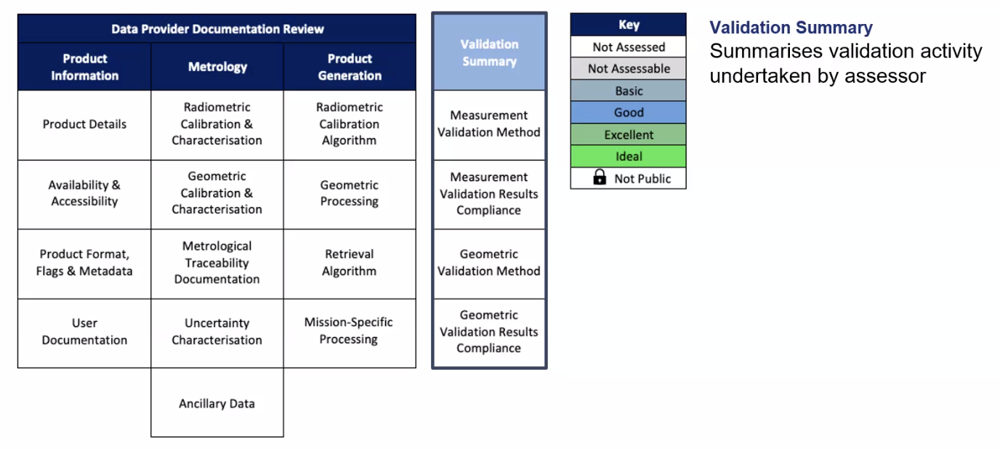 Data Provider Documentation Review
Product
Information
Metrology
Product
Generation
Product Details
Radiometric
Calibration &
Characterisation
Radiometric
Calibration
Algorithm
Availability &
Accessibility
Geometric
Calibration &
Characterisation
Geometric
Processing
Product Format,
Flags & Metadata
Metrological
Traceability
Documentation
Retrieval
Algorithm
User
Documentation
Uncertainty
Characterisation
Mission-Specific
Processing
Ancillary Data
Validation
Summary
Measurement
Validation Method
Measurement
Validation Results
Compliance
Geometric
Validation Method
Geometric
Validation Results
Compliance
Key
Not Assessed
Not Assessable
Basic
Good
Excellent
Ideal
Not Public
Validation Summary
Summarises validation activity
undertaken by assessor